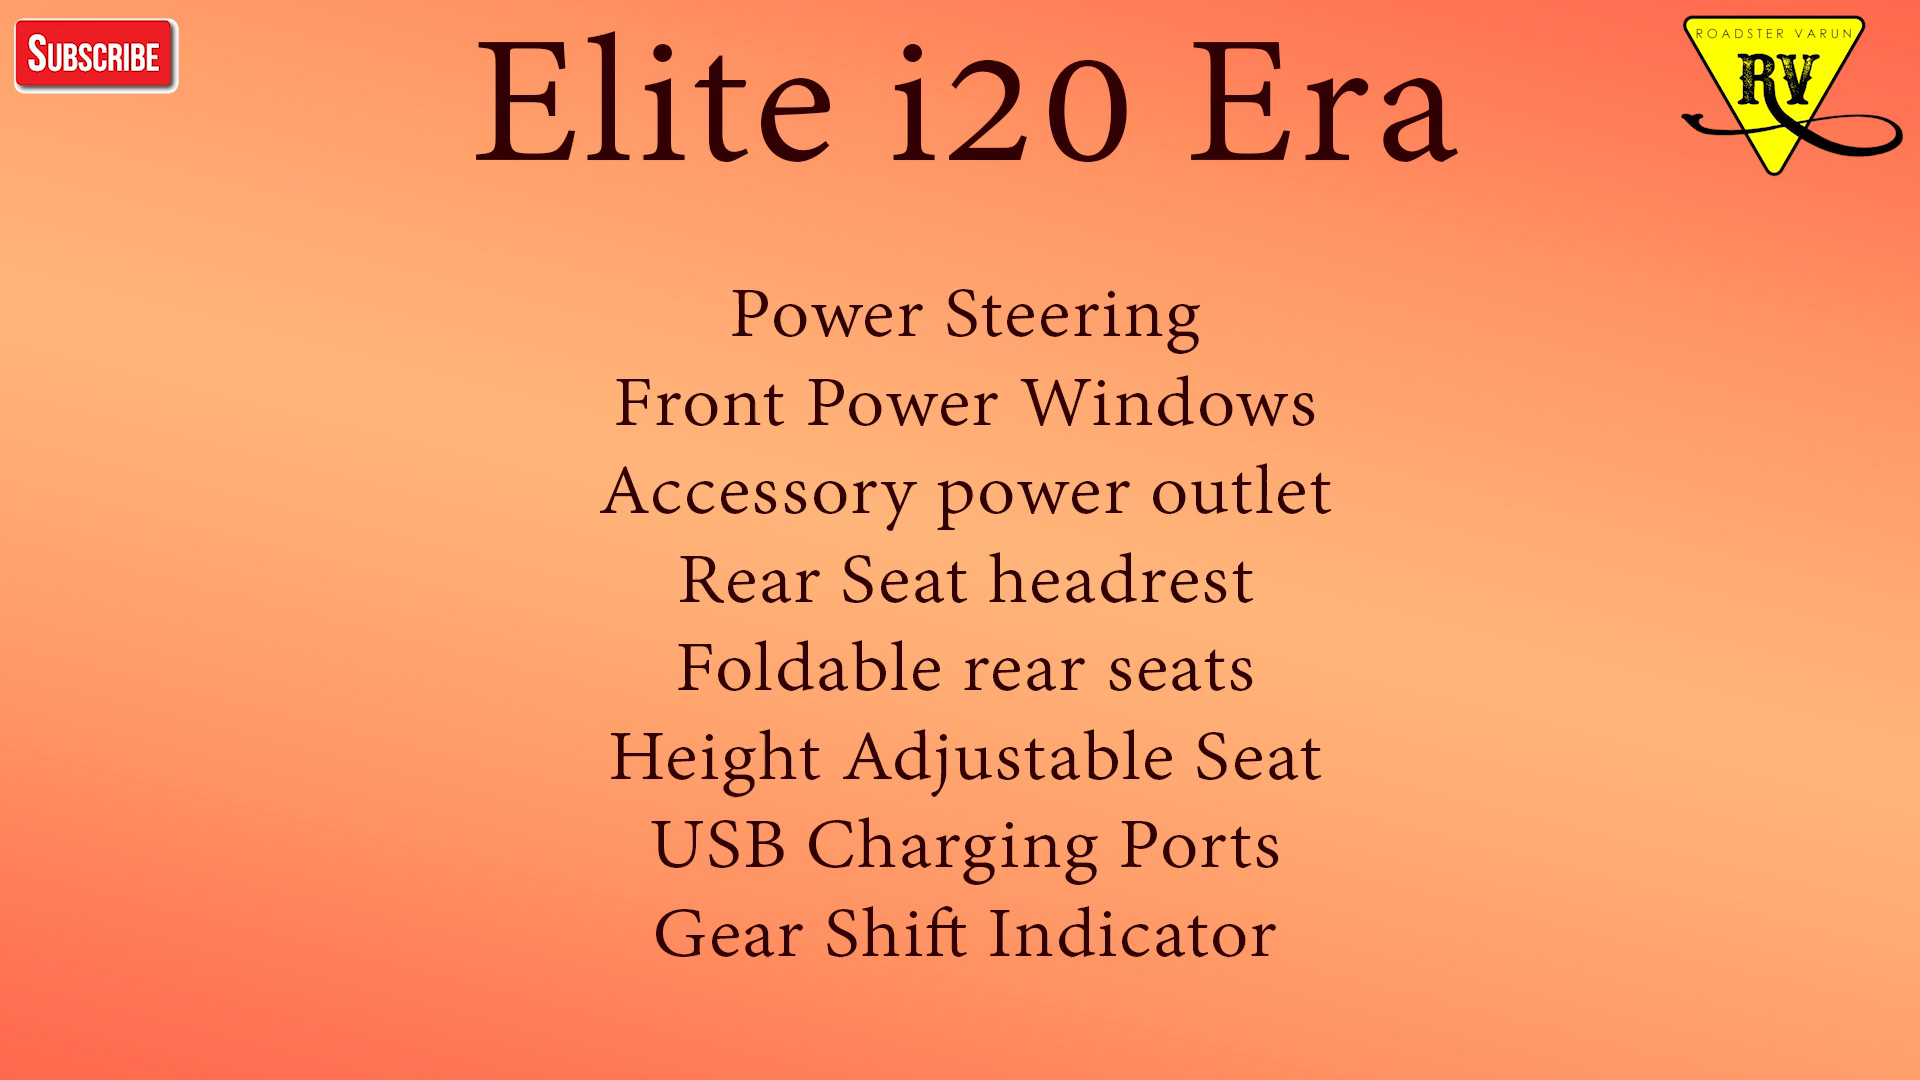 SUBSCRIBE
Elite i20 Era
ROADSTER VARUN
RV
Power Steering
Front Power Windows
Accessory power outlet
Rear Seat headrest
Foldable rear seats
Height Adjustable Seat
USB Charging Ports
Gear Shift Indicator